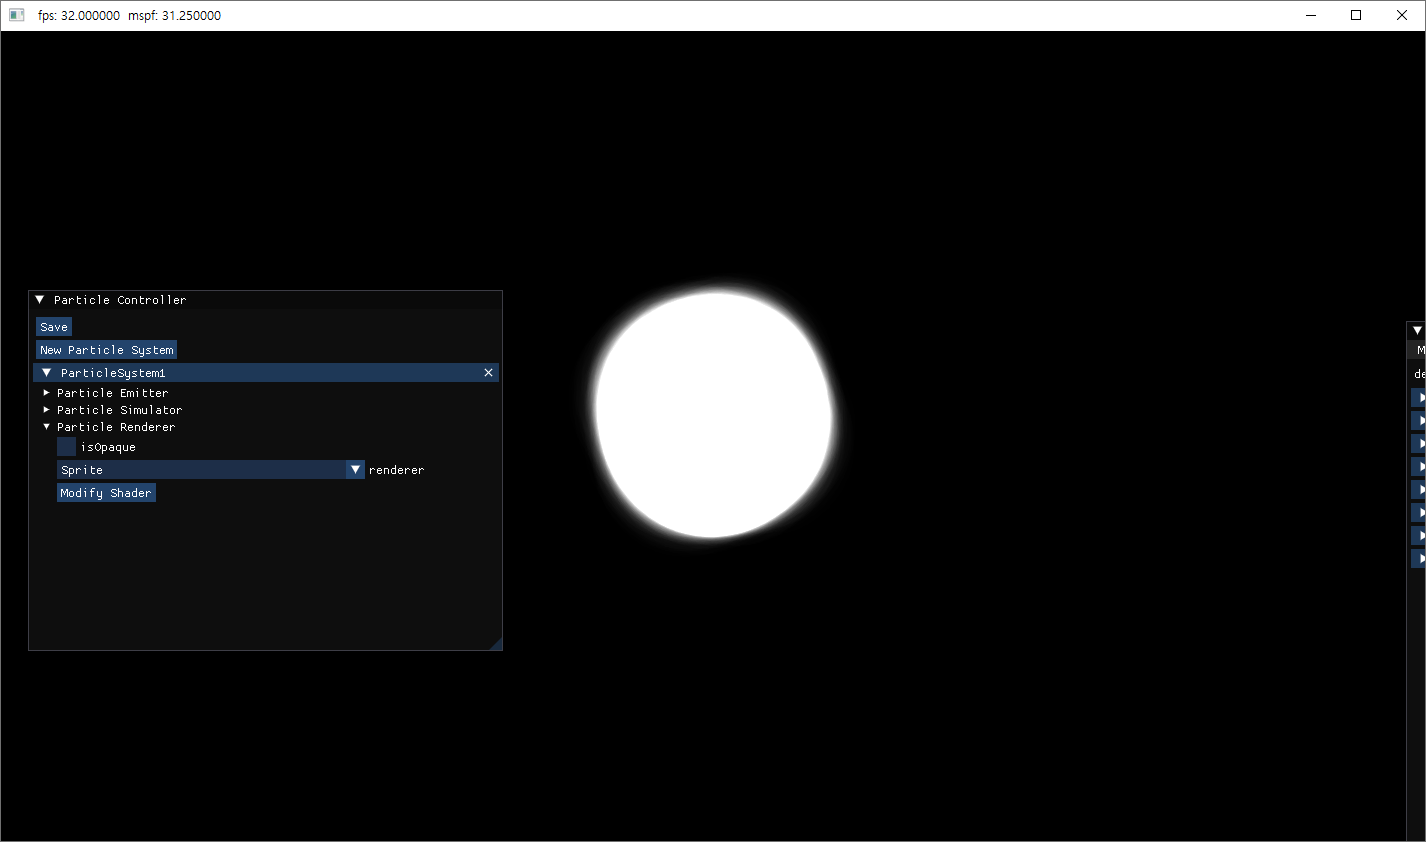 fps: 32.000000 mspf: 31.250000
Particle Controller
Save
New Particle System
ParticleSystem1
Particle Emitter
Particle Simulator
Particle Renderer
isOpaque
Sprite renderer
Modify Shader
M
de